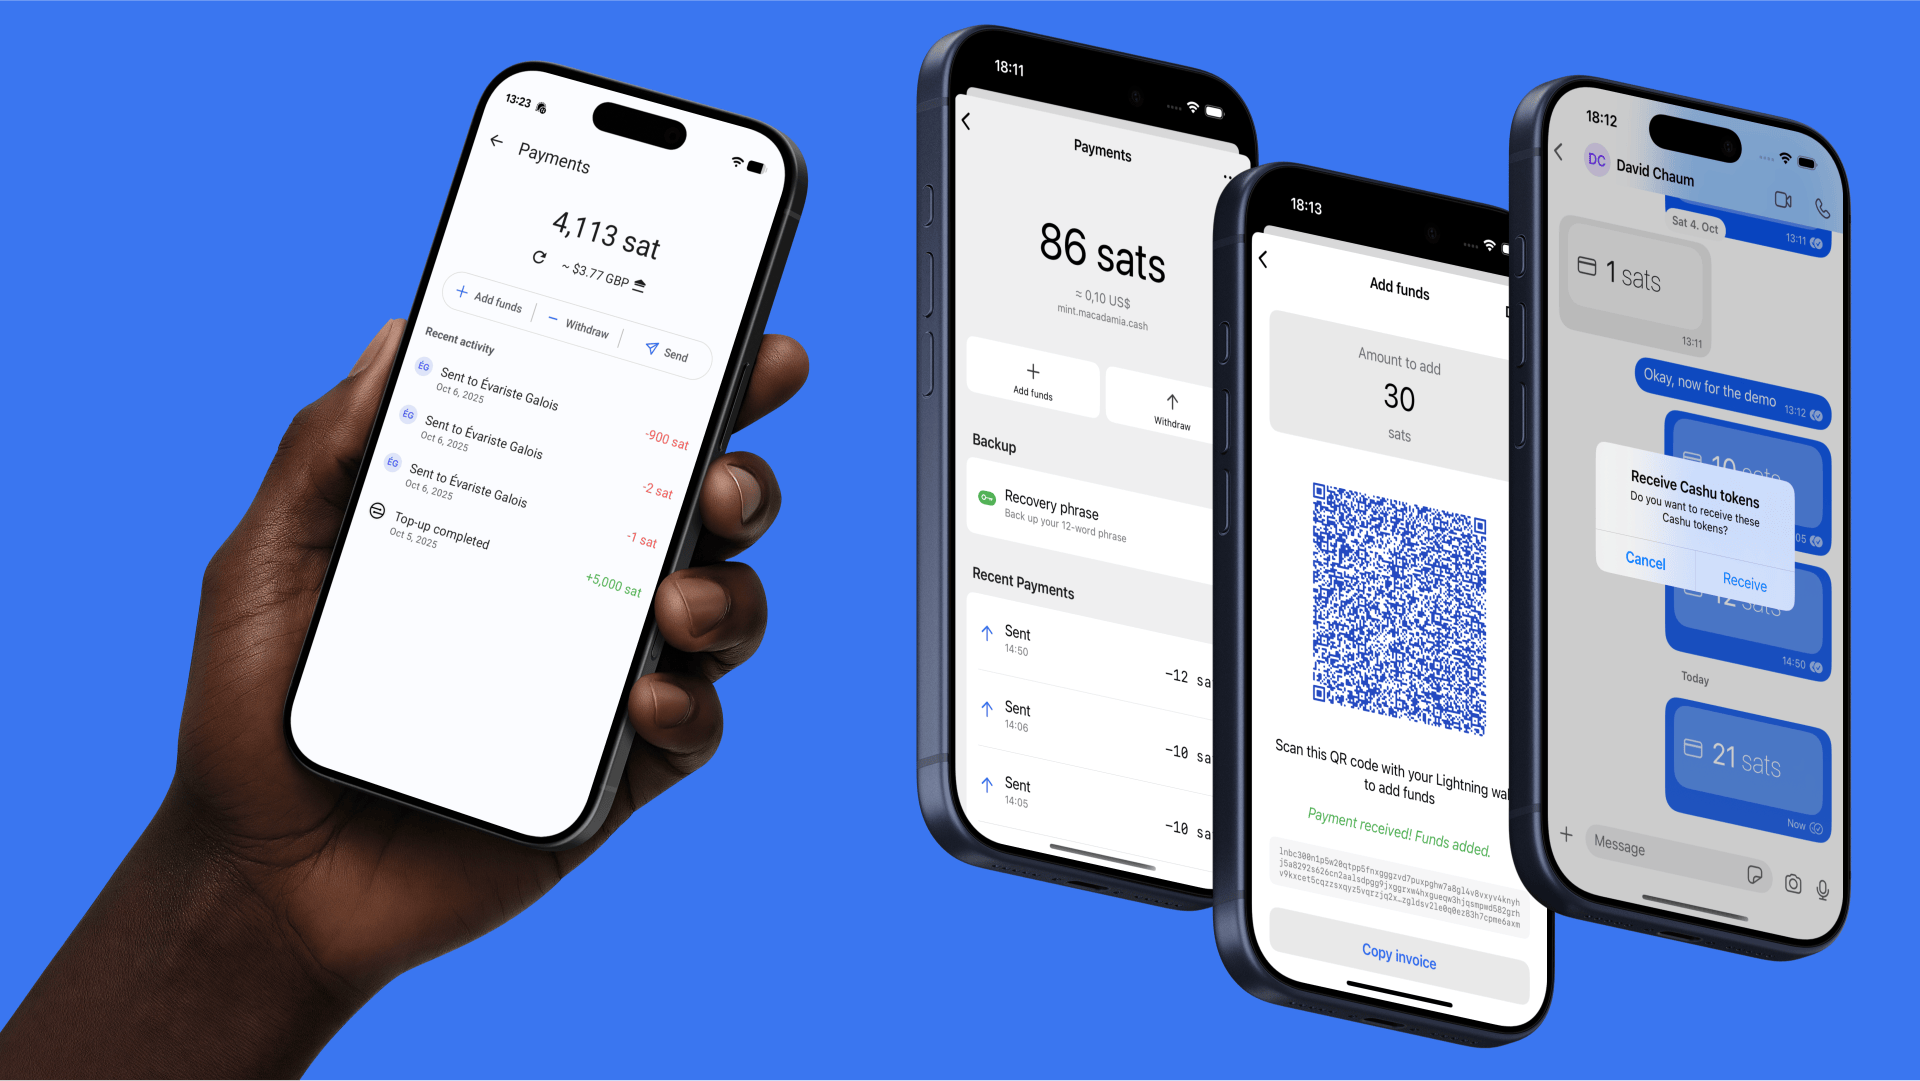 13:23
Payments
4,113 sat
~ $3.77 GBP
Add funds
Withdraw
Send
Recent activity
ÉG
Sent to Évariste Galois
Oct 6, 2025
-900 sat
ÉG
Sent to Évariste Galois
Oct 6, 2025
-2 sat
ÉG
Sent to Évariste Galois
Oct 6, 2025
-1 sat
Top-up completed
Oct 5, 2025
+5,000 sat
18:11
Payments
86 sats
≈ 0,10 US$
mint.macadamia.cash
Add funds
Withdraw
Backup
Recovery phrase
Back up your 12-word phrase
Recent Payments
Sent
14:50
−12 sa
Sent
14:06
−10 sa
Sent
14:05
−10 sa
18:13
Add funds
Amount to add
30
sats
Scan this QR code with your Lightning wal
to add funds
Payment received! Funds added.
Copy invoice
18:12
DC
David Chaum
13:11
Sat 4. Oct
1 sats
13:11
Okay, now for the demo
13:12
10 sats
Receive Cashu tokens
Do you want to receive these
Cashu tokens?
Cancel
Receive
05
12 sats
14:50
Today
21 sats
Now
Message